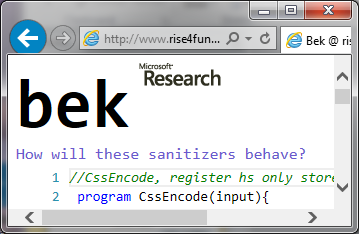 http://www.rise4fun.
Bek @ ri
Microsoft®
Research
bek
How will these sanitizers behave?
1 //CssEncode, register hs only store
2 program CssEncode(input){